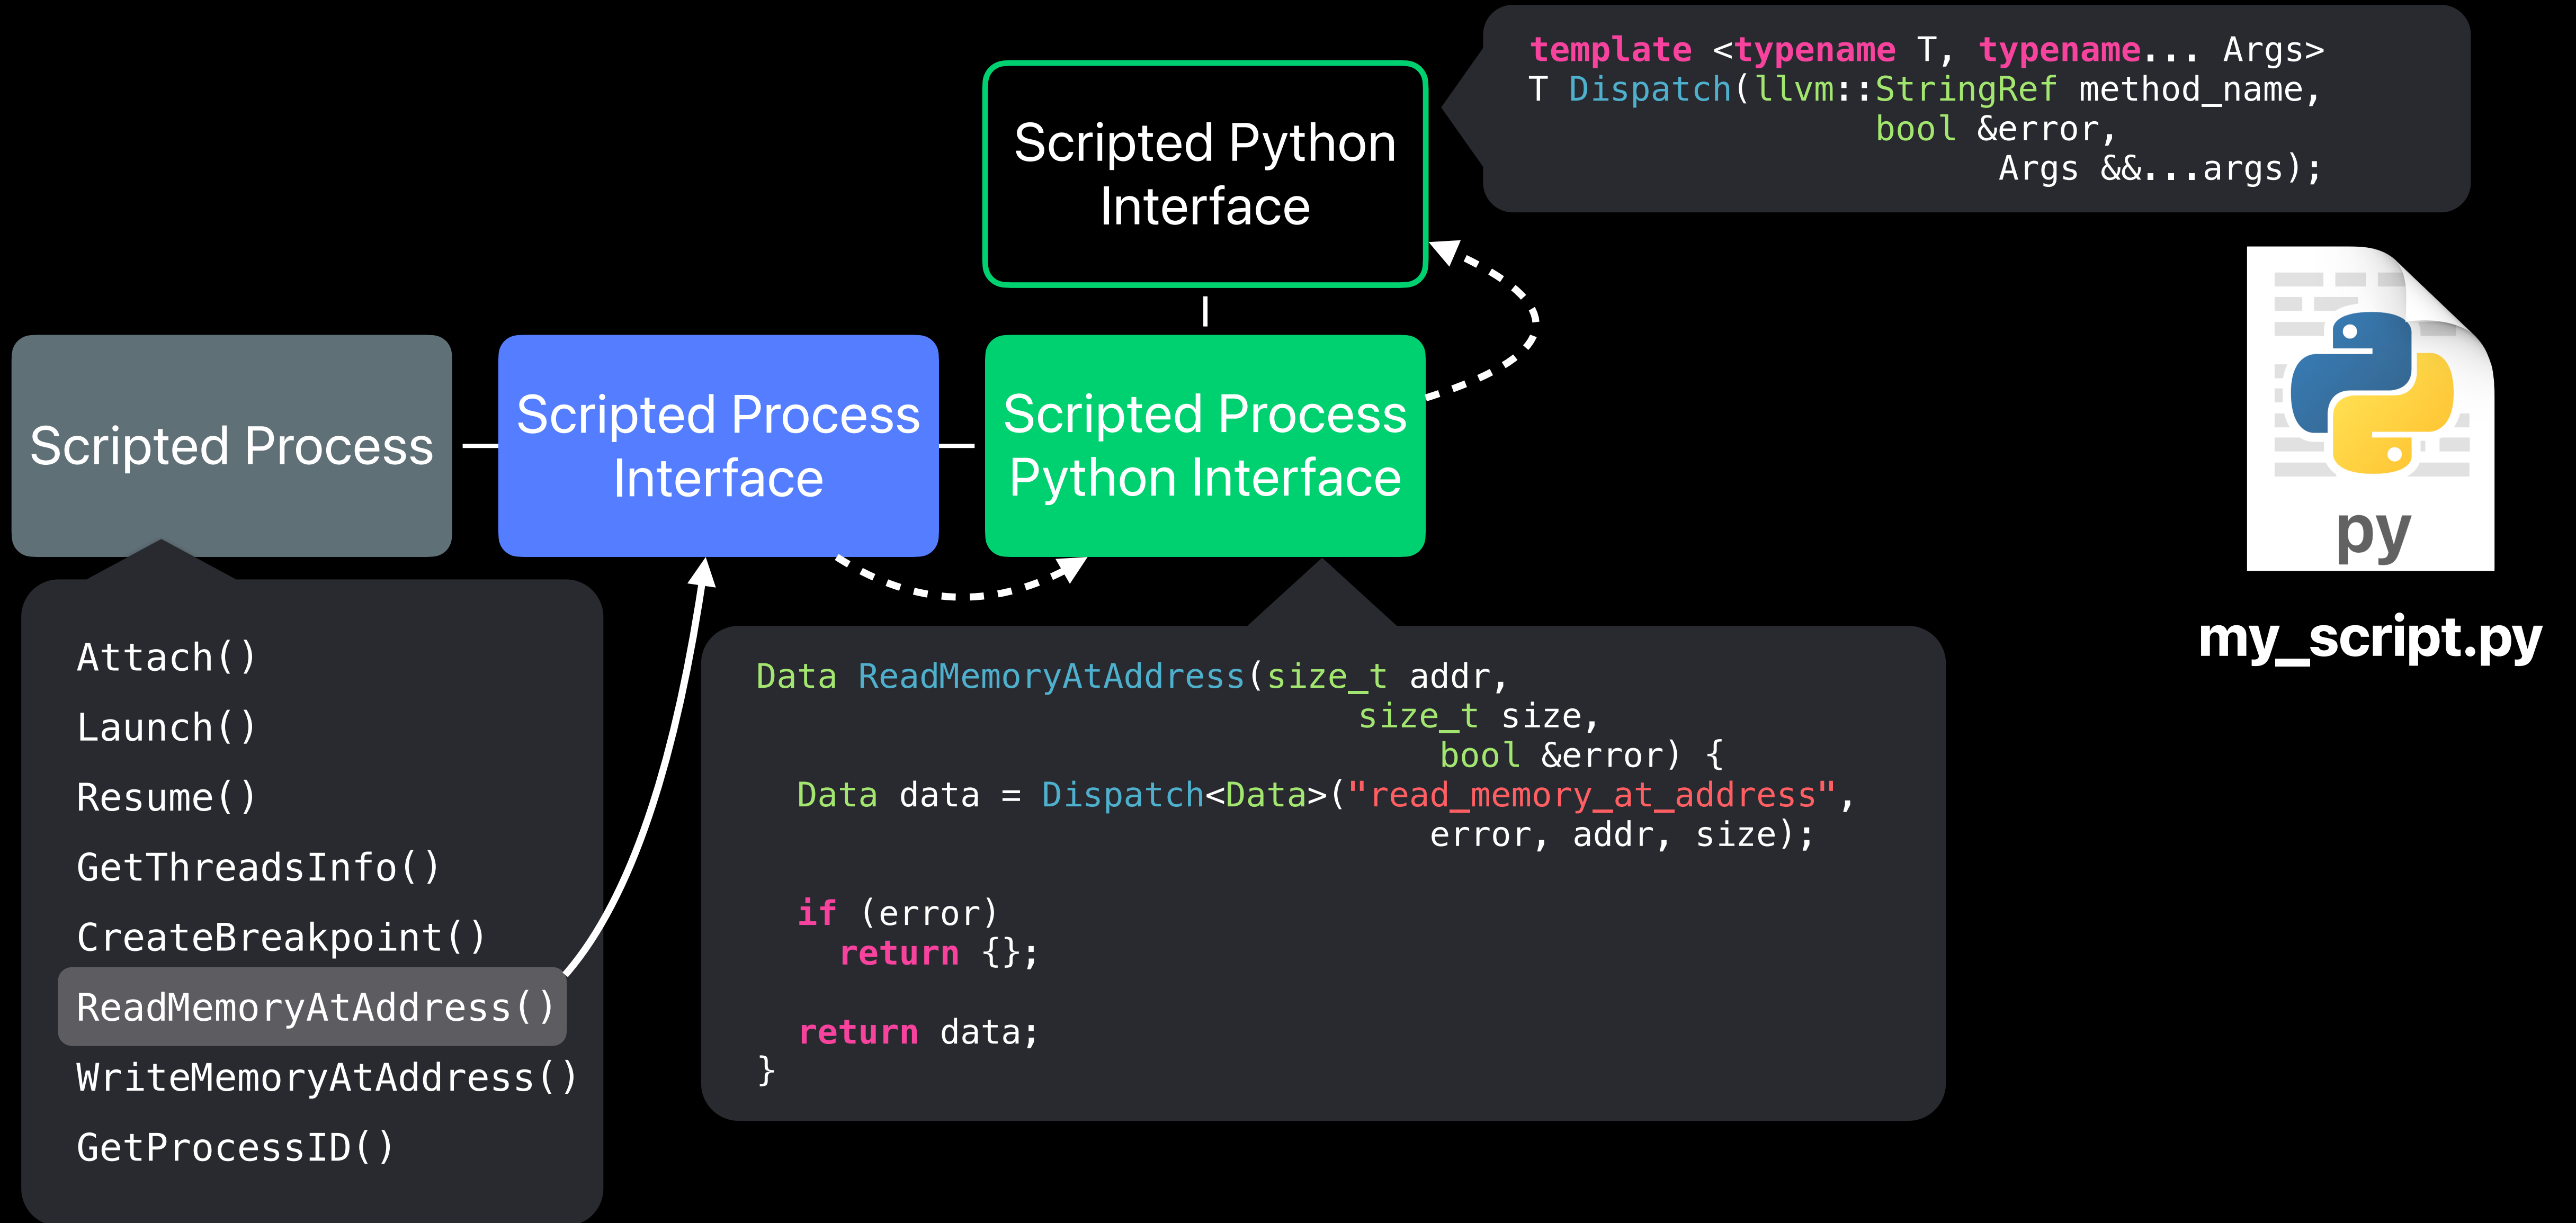 template <typename T, typename... Args>
T Dispatch(llvm::StringRef method_name,
bool &error,
Args &&...args);
Scripted Python
Interface
Scripted Process
Scripted Process
Interface
Scripted Process
Python Interface
py
my_script.py
Attach()
Launch()
Resume()
GetThreadsInfo()
CreateBreakpoint()
ReadMemoryAtAddress()
WriteMemoryAtAddress()
GetProcessID()
Data ReadMemoryAtAddress(size_t addr,
size_t size,
bool &error) {
Data data = Dispatch<Data>("read_memory_at_address",
error, addr, size);
if (error)
return {};
return data;
}